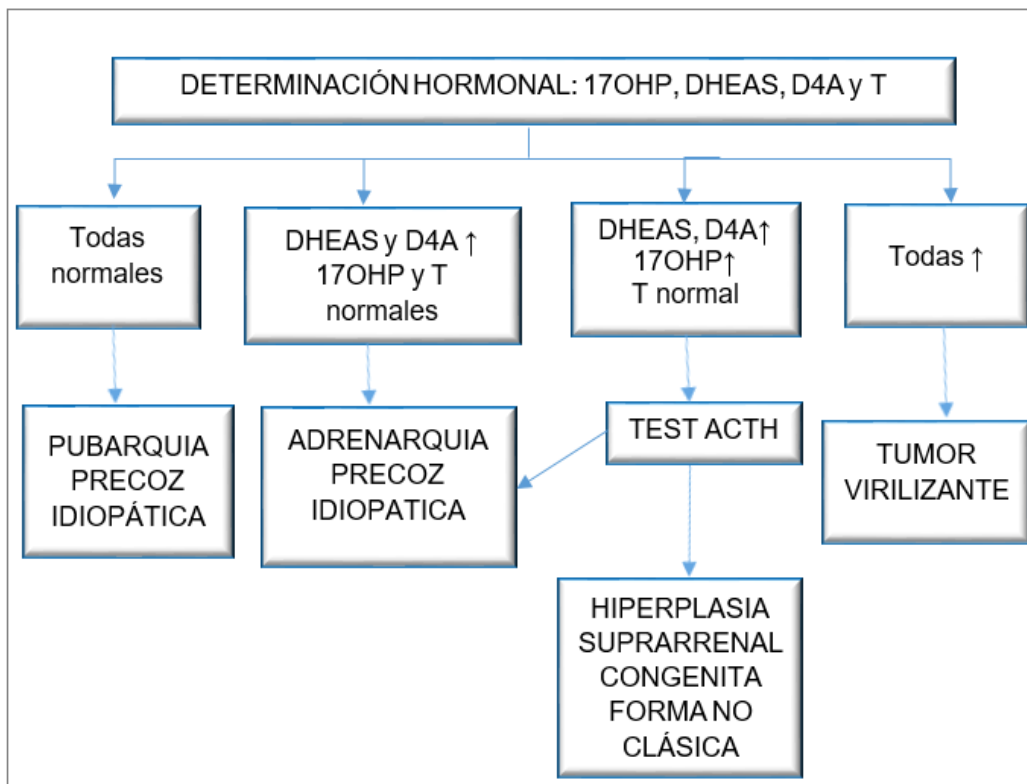 DETERMINACIÓN HORMONAL: 17OHP, DHEAS, D4A y T
Todas
normales
DHEAS y D4A ↑
17OHP y T
normales
DHEAS, D4A↑
17OHP↑
T normal
Todas ↑
PUBARQUIA
PRECOZ
IDIOPÁTICA
ADRENARQUIA
PRECOZ
IDIOPATICA
TEST ACTH
TUMOR
VIRILIZANTE
HIPERPLASIA
SUPRARRENAL
CONGENITA
FORMA NO
CLÁSICA